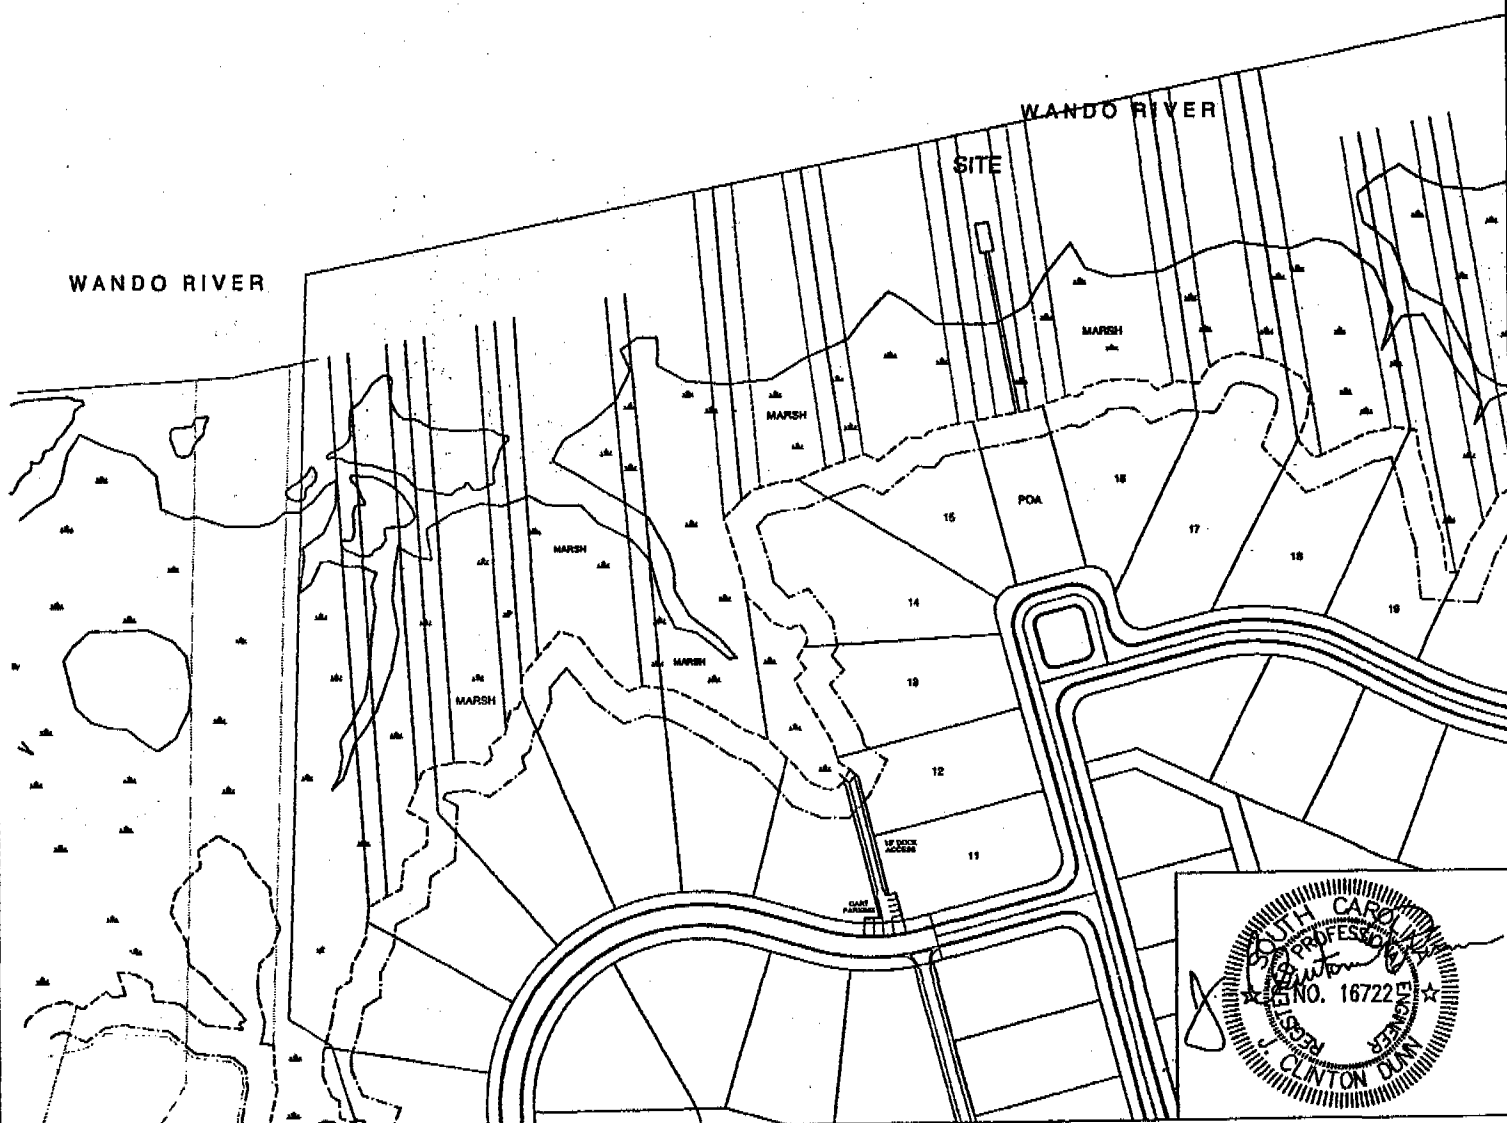 WANDO RIVER
SITE
WANDO RIVER
MARSH
MARSH
POA
16
15
17
MARSH
18
14
19
MARSH
13
MARSH
12
10' DOCK
ACCESS
11
CART
PARKING
SOUTH CAROLINA
REGISTERED PROFESSIONAL ENGINEER
NO. 16722
J. CLINTON DUNN